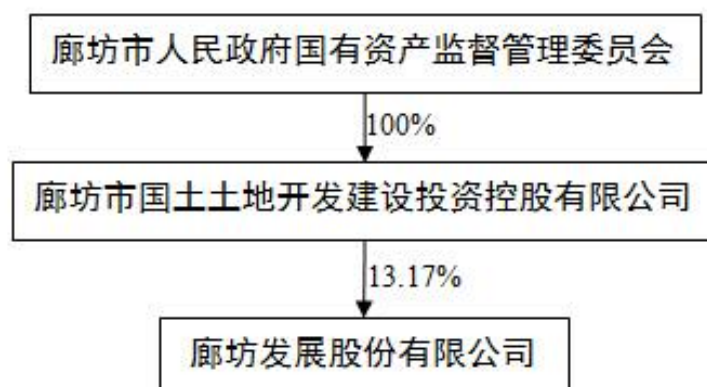 廊坊市人民政府国有资产监督管理委员会
100%
廊坊市国土土地开发建设投资控股有限公司
13.17%
廊坊发展股份有限公司